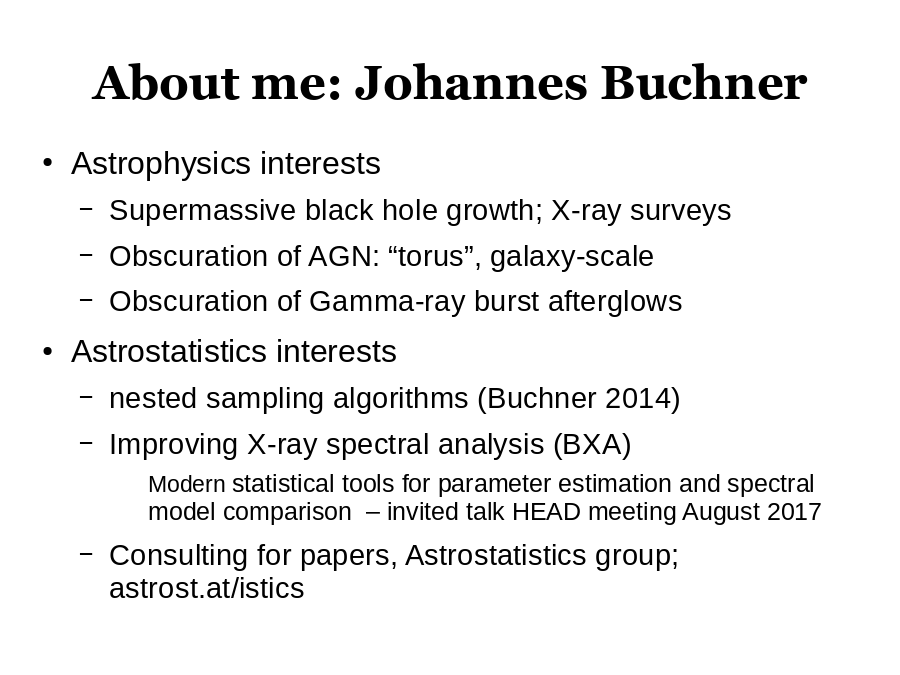 About me: Johannes Buchner
• Astrophysics interests
– Supermassive black hole growth; X-ray surveys
– Obscuration of AGN: “torus”, galaxy-scale
– Obscuration of Gamma-ray burst afterglows
• Astrostatistics interests
– nested sampling algorithms (Buchner 2014)
– Improving X-ray spectral analysis (BXA)
Modern statistical tools for parameter estimation and spectral
model comparison  – invited talk HEAD meeting August 2017
– Consulting for papers, Astrostatistics group;
astrost.at/istics